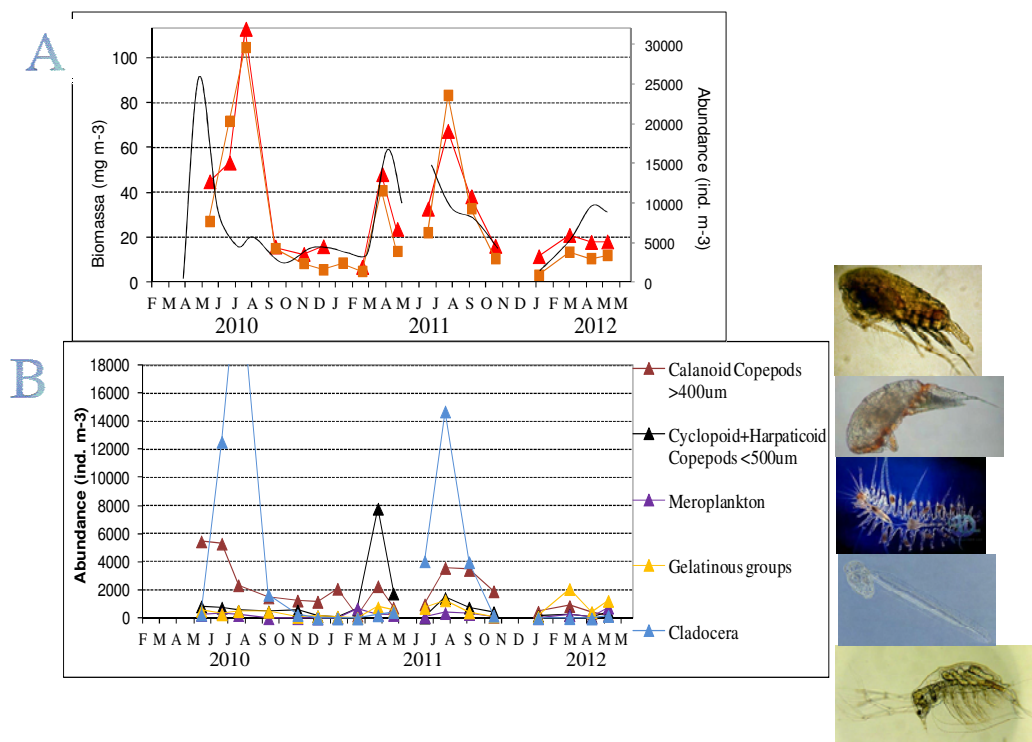 A
Biomassa (mg m-3)
100
80
60
40
20
0
30000
25000
20000
15000
10000
5000
0
Abundance (ind. m-3)
F M A M J J A S O N D J F M A M J J A S O N D J F M A M J M
2010 2011 2012
B
Abundance (ind. m-3)
18000
16000
14000
12000
10000
8000
6000
4000
2000
0
F M A M J J A S O N D J F M A M J J A S O N D J F M A M M
2010 2011 2012
Calanoid Copepods
>400um
Cyclopoid+Harpaticoid
Copepods <500um
Meroplankton
Gelatinous groups
Cladocera